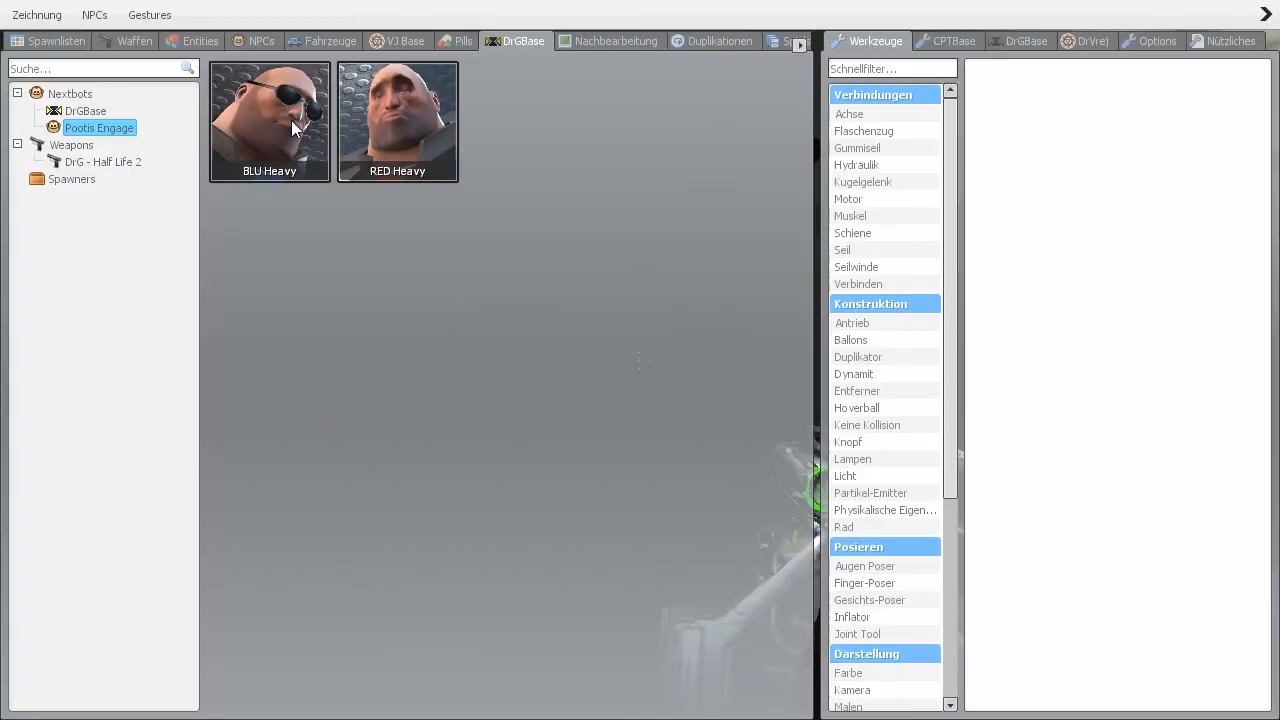 Zeichnung NPCs Gestures
Spawnlisten Waffen Entities NPCs Fahrzeuge VJ Base Pills DrGBase Nachbearbeitung Duplikationen
Werkzeuge CPTBase DrGBase DrVrej Options Nützliches
Suche...
Nextbots
DrGBase
Pootis Engage
Weapons
DrG - Half Life 2
Spawners
BLU Heavy
RED Heavy
Schnellfilter...
Verbindungen
Achse
Flaschenzug
Gummiseil
Hydraulik
Kugelgelenk
Motor
Muskel
Schiene
Seil
Seilwinde
Verbinden
Konstruktion
Antrieb
Ballons
Duplikator
Dynamit
Entferner
Hoverball
Keine Kollision
Knopf
Lampen
Licht
Partikel-Emitter
Physikalische Eigen...
Rad
Posieren
Augen Poser
Finger-Poser
Gesichts-Poser
Inflator
Joint Tool
Darstellung
Farbe
Kamera
Malen